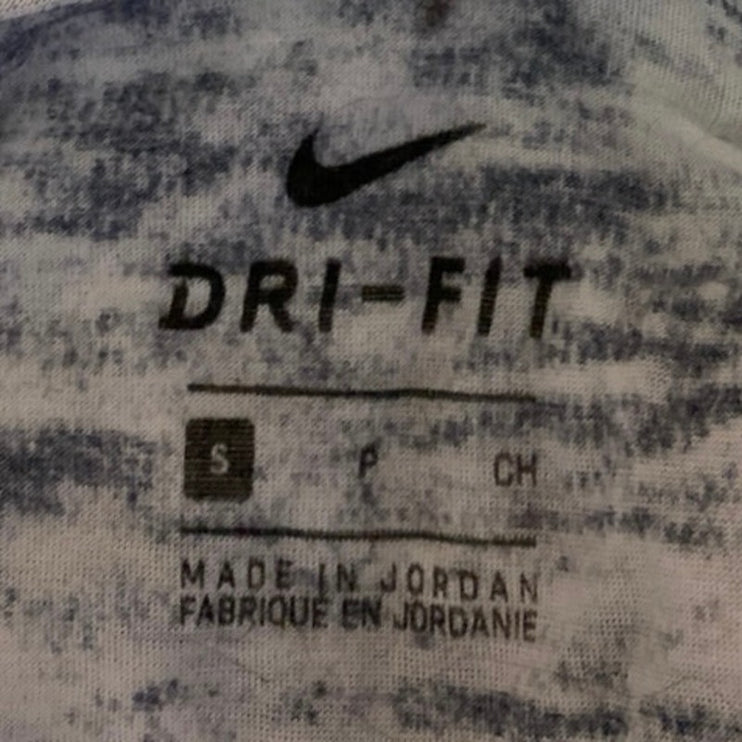 DRI-FIT
S P CH
MADE IN JORDAN
FABRIQUE EN JORDANIE